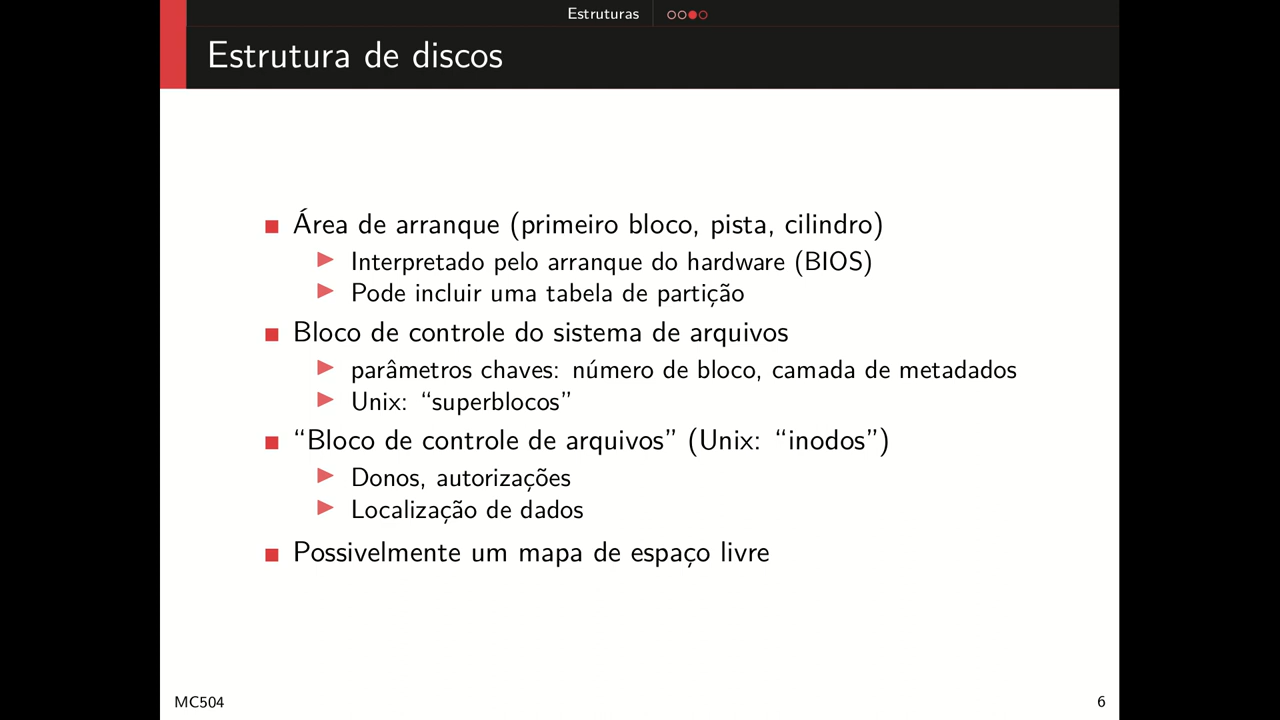 Estruturas
Estrutura de discos
Área de arranque (primeiro bloco, pista, cilindro)
Interpretado pelo arranque do hardware (BIOS)
Pode incluir uma tabela de partição
Bloco de controle do sistema de arquivos
parâmetros chaves: número de bloco, camada de metadados
Unix: “superblocos”
“Bloco de controle de arquivos” (Unix: “inodos”)
Donos, autorizações
Localização de dados
Possivelmente um mapa de espaço livre
MC504
6